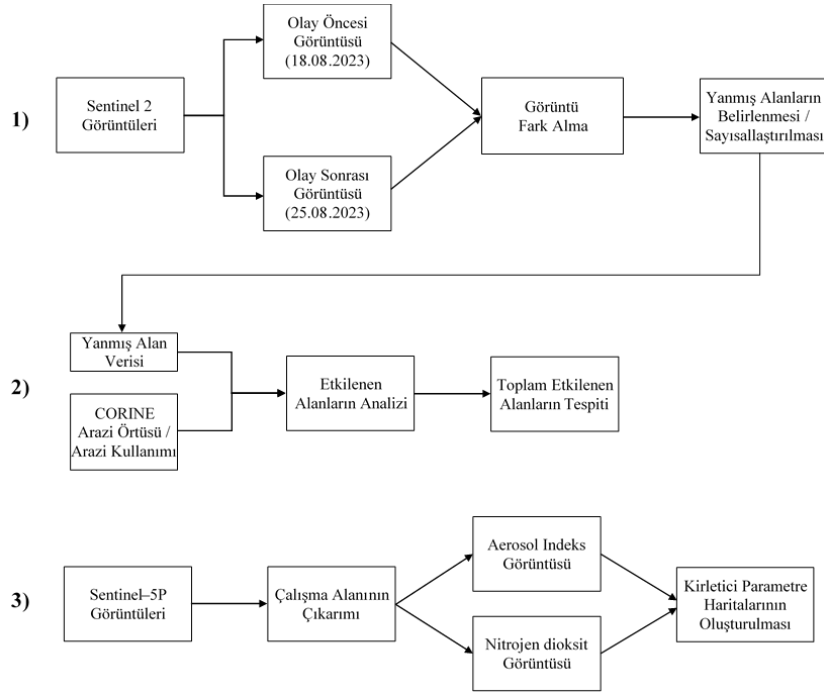 1)
Sentinel 2
Görüntüleri
Olay Öncesi
Görüntüsü
(18.08.2023)
Olay Sonrası
Görüntüsü
(25.08.2023)
Görüntü
Fark Alma
Yanmış Alanların
Belirlenmesi /
Sayısallaştırılması
2)
Yanmış Alan
Verisi
CORINE
Arazi Örtüsü /
Arazi Kullanımı
Etkilenen
Alanların Analizi
Toplam Etkilenen
Alanların Tespiti
3)
Sentinel–5P
Görüntüleri
Çalışma Alanının
Çıkarımı
Aerosol Indeks
Görüntüsü
Nitrojen dioksit
Görüntüsü
Kirletici Parametre
Haritalarının
Oluşturulması